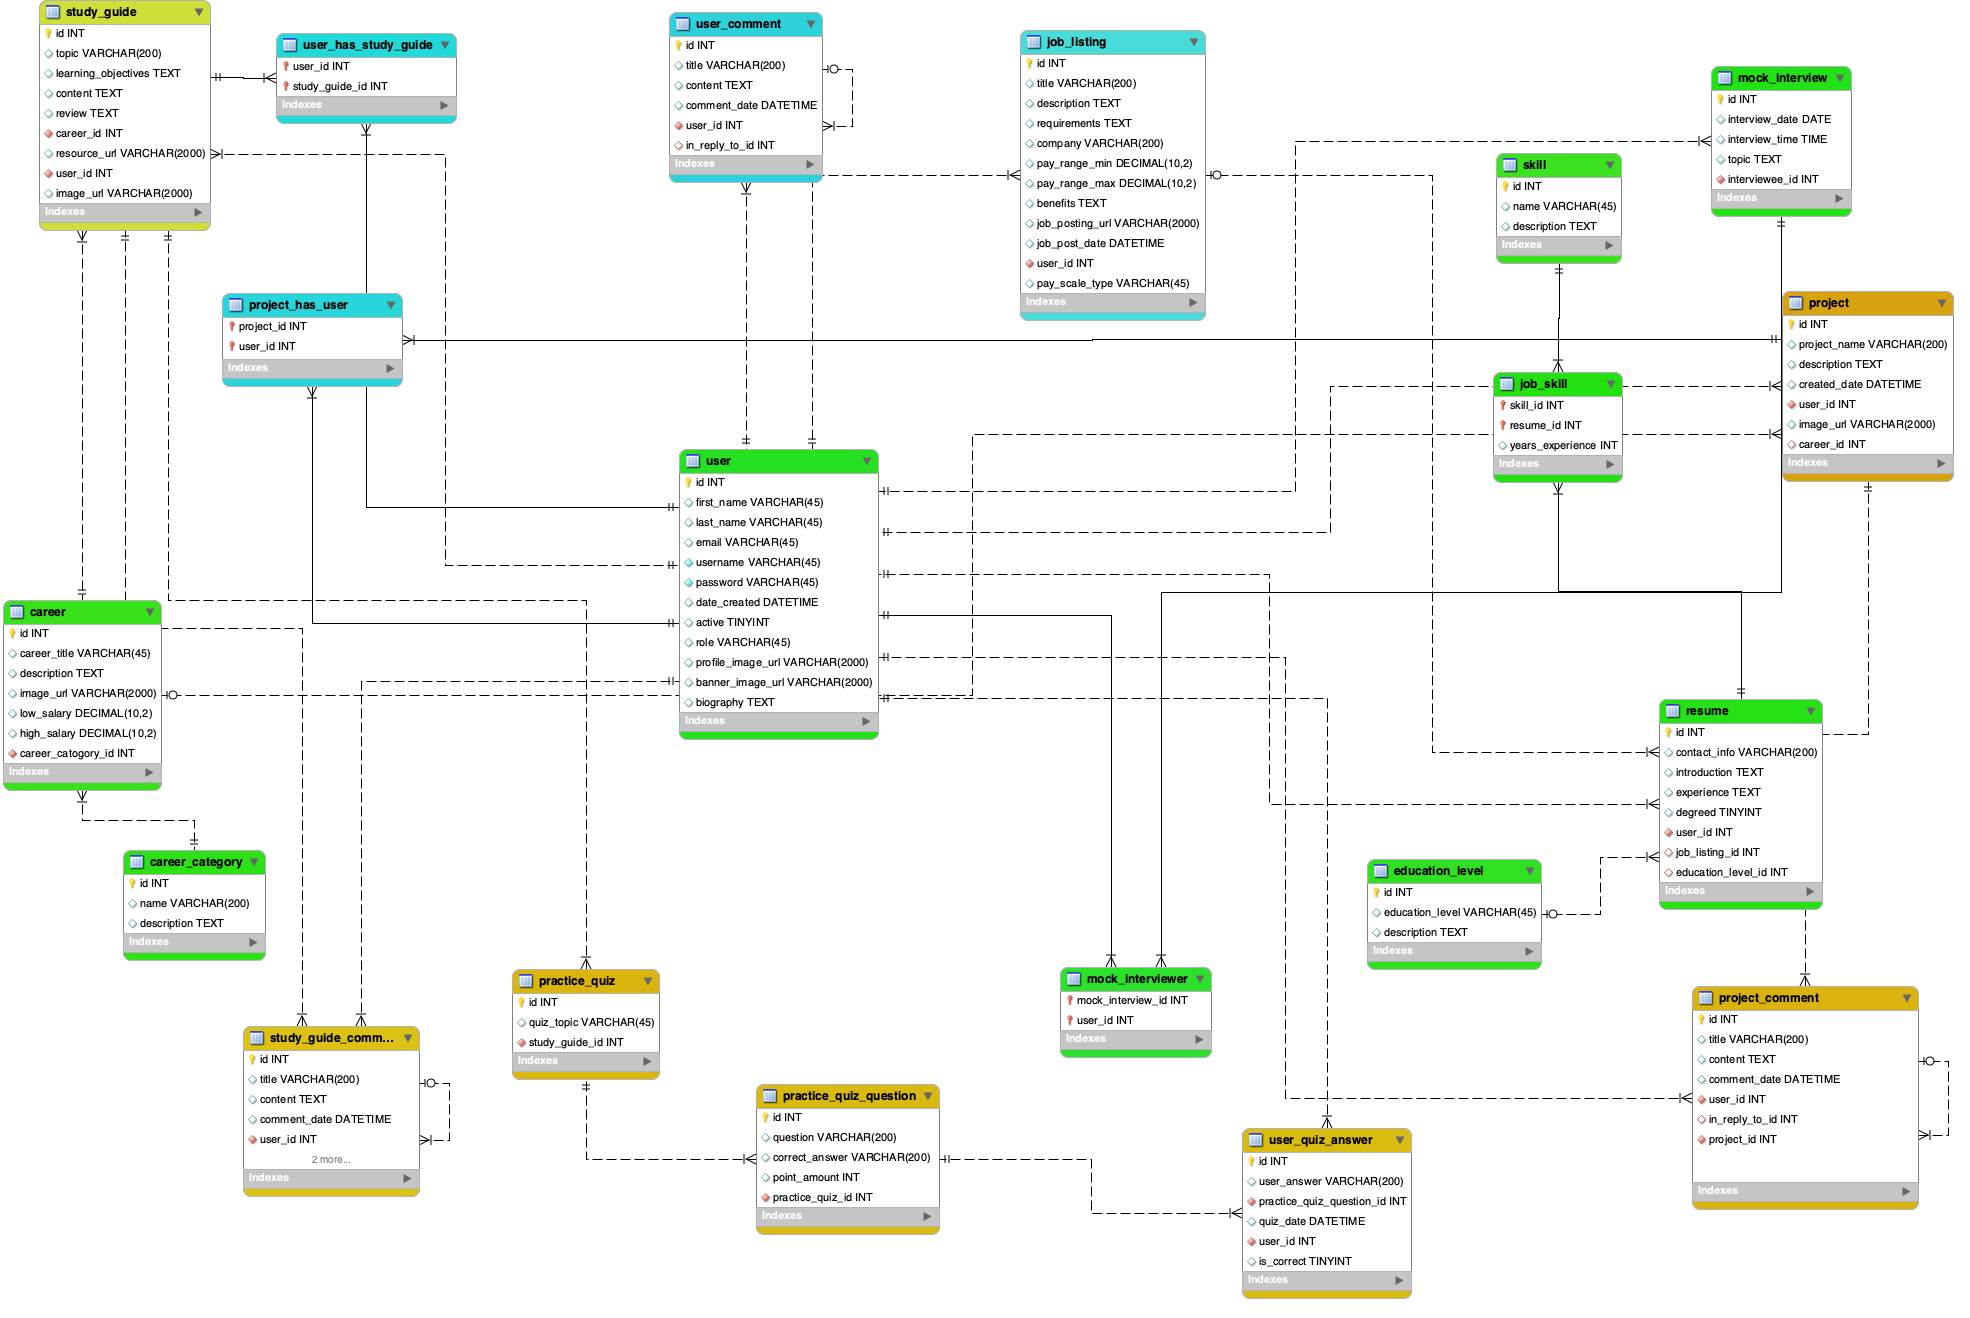 study_guide
id INT
topic VARCHAR(200)
learning_objectives TEXT
content TEXT
review TEXT
career_id INT
resource_url VARCHAR(2000)
user_id INT
image_url VARCHAR(2000)
Indexes
user_has_study_guide
user_id INT
study_guide_id INT
Indexes
user_comment
id INT
title VARCHAR(200)
content TEXT
comment_date DATETIME
user_id INT
in_reply_to_id INT
Indexes
job_listing
id INT
title VARCHAR(200)
description TEXT
requirements TEXT
company VARCHAR(200)
pay_range_min DECIMAL(10,2)
pay_range_max DECIMAL(10,2)
benefits TEXT
job_posting_url VARCHAR(2000)
job_post_date DATETIME
user_id INT
pay_scale_type VARCHAR(45)
Indexes
mock_interview
id INT
interview_date DATE
interview_time TIME
topic TEXT
interviewee_id INT
Indexes
skill
id INT
name VARCHAR(45)
description TEXT
Indexes
project_has_user
project_id INT
user_id INT
Indexes
project
id INT
project_name VARCHAR(200)
description TEXT
created_date DATETIME
user_id INT
image_url VARCHAR(2000)
career_id INT
Indexes
job_skill
skill_id INT
resume_id INT
years_experience INT
Indexes
user
id INT
first_name VARCHAR(45)
last_name VARCHAR(45)
email VARCHAR(45)
username VARCHAR(45)
password VARCHAR(45)
date_created DATETIME
active TINYINT
role VARCHAR(45)
profile_image_url VARCHAR(2000)
banner_image_url VARCHAR(2000)
biography TEXT
Indexes
career
id INT
career_title VARCHAR(45)
description TEXT
image_url VARCHAR(2000)
low_salary DECIMAL(10,2)
high_salary DECIMAL(10,2)
career_catogory_id INT
Indexes
resume
id INT
contact_info VARCHAR(200)
introduction TEXT
experience TEXT
degreed TINYINT
user_id INT
job_listing_id INT
education_level_id INT
Indexes
career_category
id INT
name VARCHAR(200)
description TEXT
Indexes
education_level
id INT
education_level VARCHAR(45)
description TEXT
Indexes
practice_quiz
id INT
quiz_topic VARCHAR(45)
study_guide_id INT
Indexes
mock_interviewer
mock_interview_id INT
user_id INT
Indexes
project_comment
id INT
title VARCHAR(200)
content TEXT
comment_date DATETIME
user_id INT
in_reply_to_id INT
project_id INT
Indexes
study_guide_comm...
id INT
title VARCHAR(200)
content TEXT
comment_date DATETIME
user_id INT
2 more...
Indexes
practice_quiz_question
id INT
question VARCHAR(200)
correct_answer VARCHAR(200)
point_amount INT
practice_quiz_id INT
Indexes
user_quiz_answer
id INT
user_answer VARCHAR(200)
practice_quiz_question_id INT
quiz_date DATETIME
user_id INT
is_correct TINYINT
Indexes